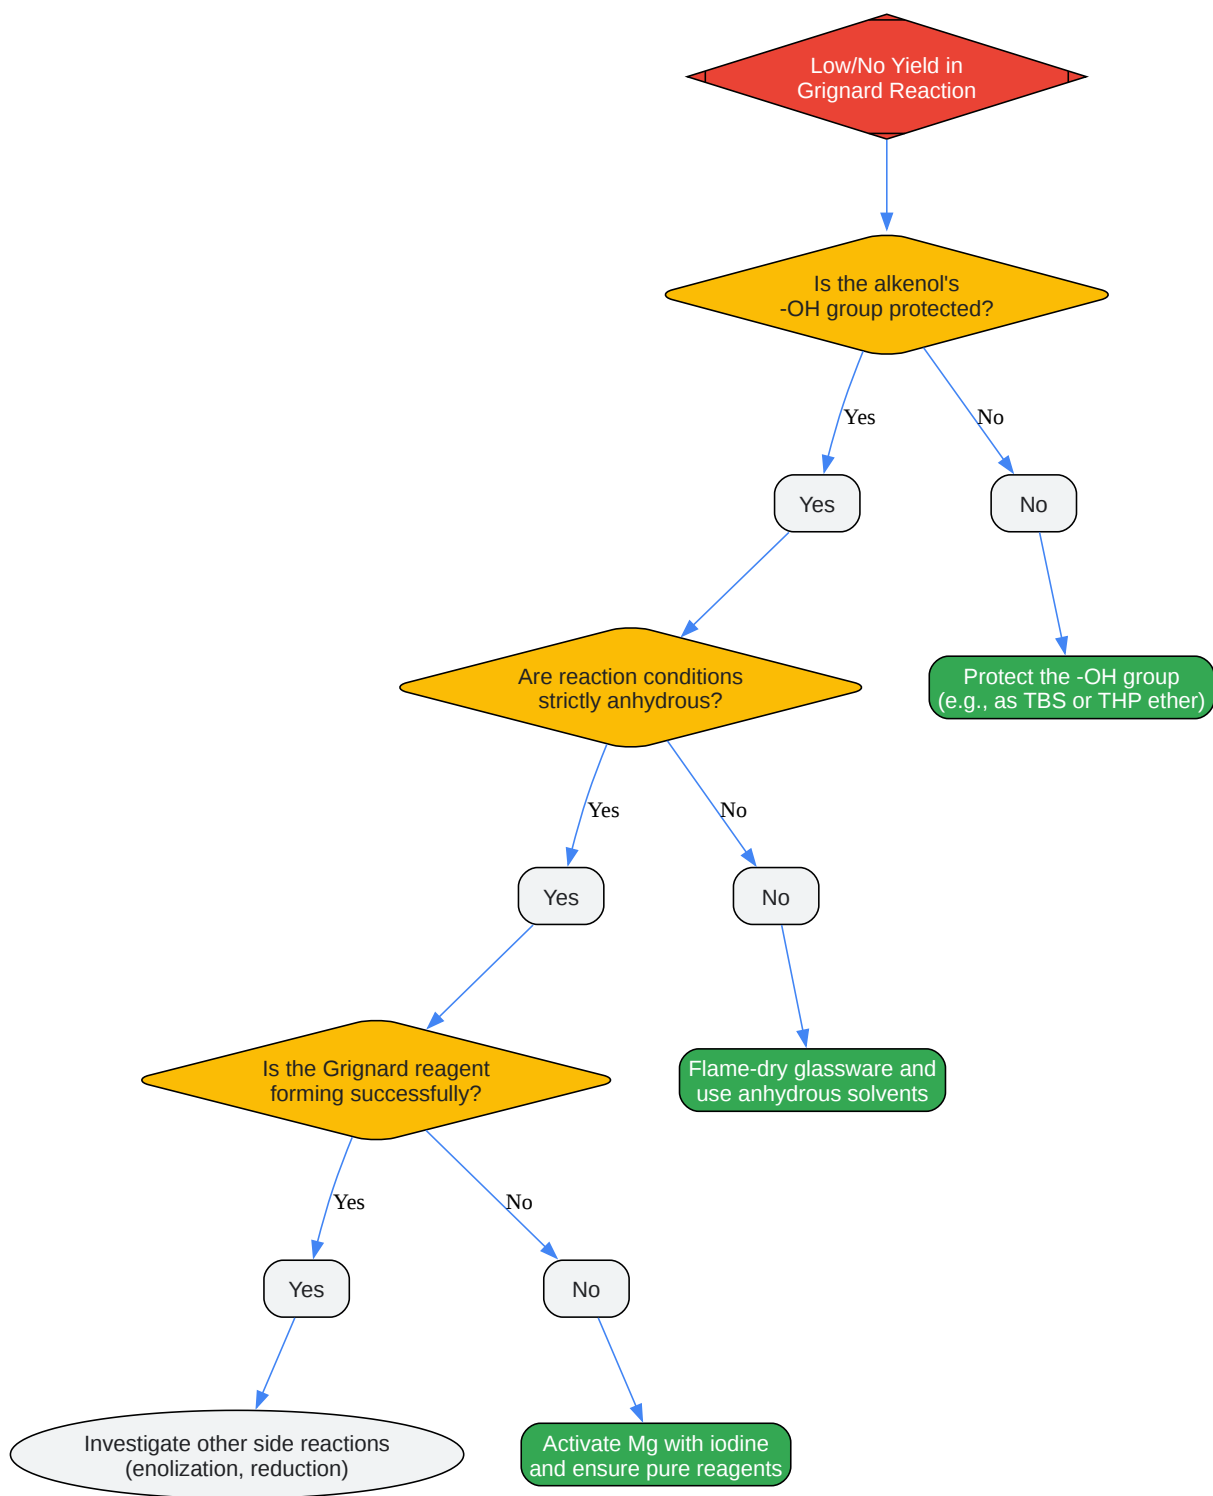 Low/No Yield in
Grignard Reaction
Is the alkenol's
-OH group protected?
Yes
No
Yes
No
Are reaction conditions
strictly anhydrous?
Protect the -OH group
(e.g., as TBS or THP ether)
Yes
No
Yes
No
Is the Grignard reagent
forming successfully?
Flame-dry glassware and
use anhydrous solvents
Yes
No
Yes
No
Investigate other side reactions
(enolization, reduction)
Activate Mg with iodine
and ensure pure reagents